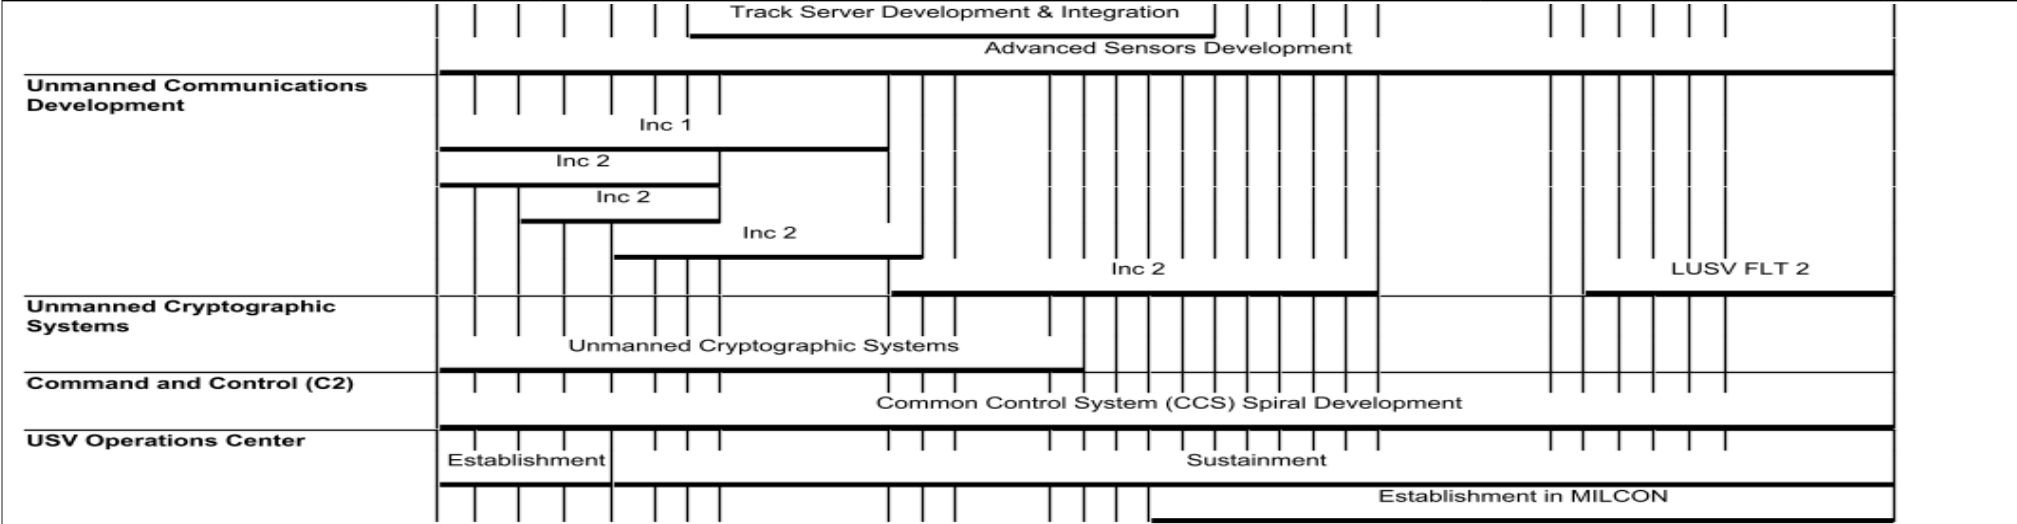 Track Server Development & Integration
Advanced Sensors Development
Unmanned Communications
Development
Inc 1
Inc 2
Inc 2
Inc 2
Inc 2
LUSV FLT 2
Unmanned Cryptographic
Systems
Unmanned Cryptographic Systems
Command and Control (C2)
Common Control System (CCS) Spiral Development
USV Operations Center
Establishment
Sustainment
Establishment in MILCON